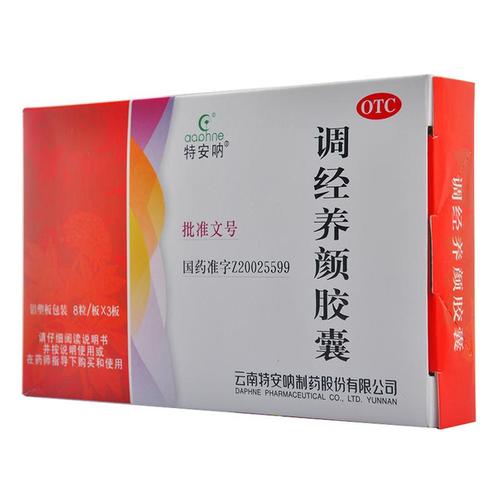 OTC
aaphne
特安呐®
调经养颜胶囊
批准文号
国药准字Z20025599
铝塑板包装 8粒/板X3板
请仔细阅读说明书
并按说明使用或
在药师指导下购买和使用
云南特安呐制药股份有限公司
DAPHNE PHARMACEUTICAL CO., LTD. YUNNAN
调经养颜胶囊